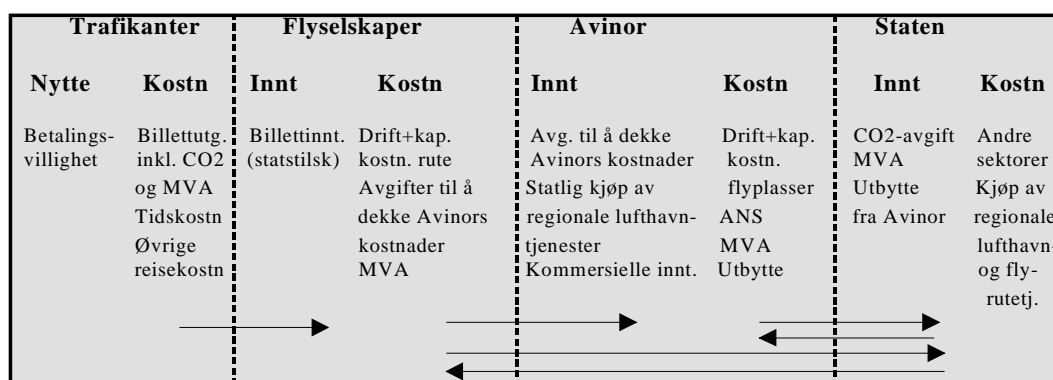 Trafikanter Flyselskaper Avinor Staten
Nytte Kostn Innt Kostn Innt Kostn Innt Kostn
Betalings-
villighet
Billettutg.
inkl. CO2
og MVA
Tidskostn
Øvrige
reisekostn
Billettinnt.
(statstilsk)
Drift+kap.
kostn. rute
Avgifter til å
dekke Avinors
kostnader
MVA
Avg. til å dekke
Avinors kostnader
Statlig kjøp av
regionale lufthavn-
tjenester
Kommersielle innt.
Drift+kap.
kostn.
flyplasser
ANS
MVA
Utbytte
CO2-avgift
MVA
Utbytte
fra Avinor
Andre
sektorer
Kjøp av
regionale
lufthavn-
og fly-
rutetj.